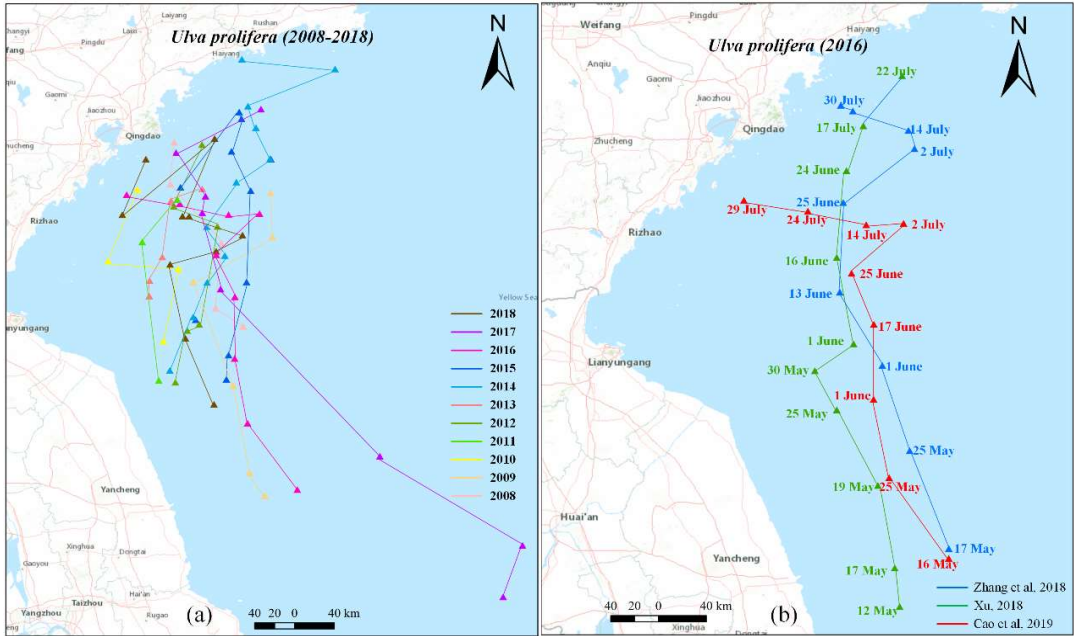 Ulva prolifera (2008-2018)
N
Laiyang
Rushan
Haiyang
Pingdu
Gaomi
Jiaozhou
Qingdao
Rizhao
Yellow Sea
2018
2017
2016
2015
2014
2013
2012
2011
2010
2009
2008
Yancheng
Xinghua
Dongtai
Gaoyou
Hai'an
Taizhou
Yangzhou
Rugao
(a)
40 20 0 40 km
Ulva prolifera (2016)
N
Weifang
Pingdu
Haiyang
Anqiu
Gaomi
Jiaozhou
Qingdao
Zhucheng
Rizhao
Lianyungang
Huai'an
Yancheng
Xinghua
22 July
30 July
17 July
14 July
2 July
24 June
25 June
29 July
24 July
14 July
2 July
16 June
25 June
13 June
17 June
1 June
1 June
30 May
1 June
25 May
25 May
19 May
25 May
17 May
16 May
17 May
12 May
(b)
Zhang et al, 2018
Xu, 2018
Cao et al. 2019
40 20 0 40 km